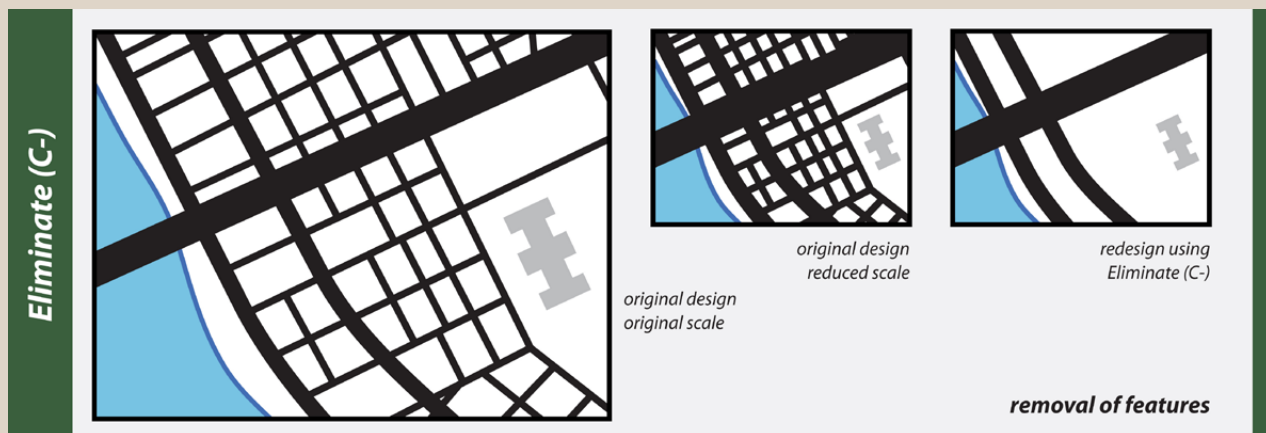 Eliminate (C-)
original design
original scale
original design
reduced scale
redesign using
Eliminate (C-)
removal of features